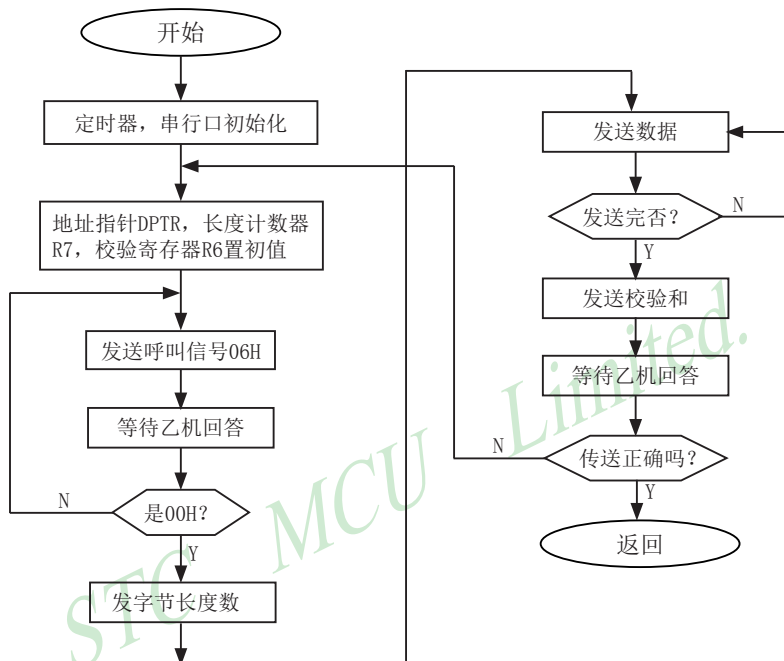 开始
定时器，串行口初始化
地址指针DPTR，长度计数器
R7，校验寄存器R6置初值
发送呼叫信号06H
等待乙机回答
是00H？
N
Y
发字节长度数
发送数据
发送完否？
N
Y
发送校验和
等待乙机回答
传送正确吗？
N
Y
返回
STC MCU Limited.